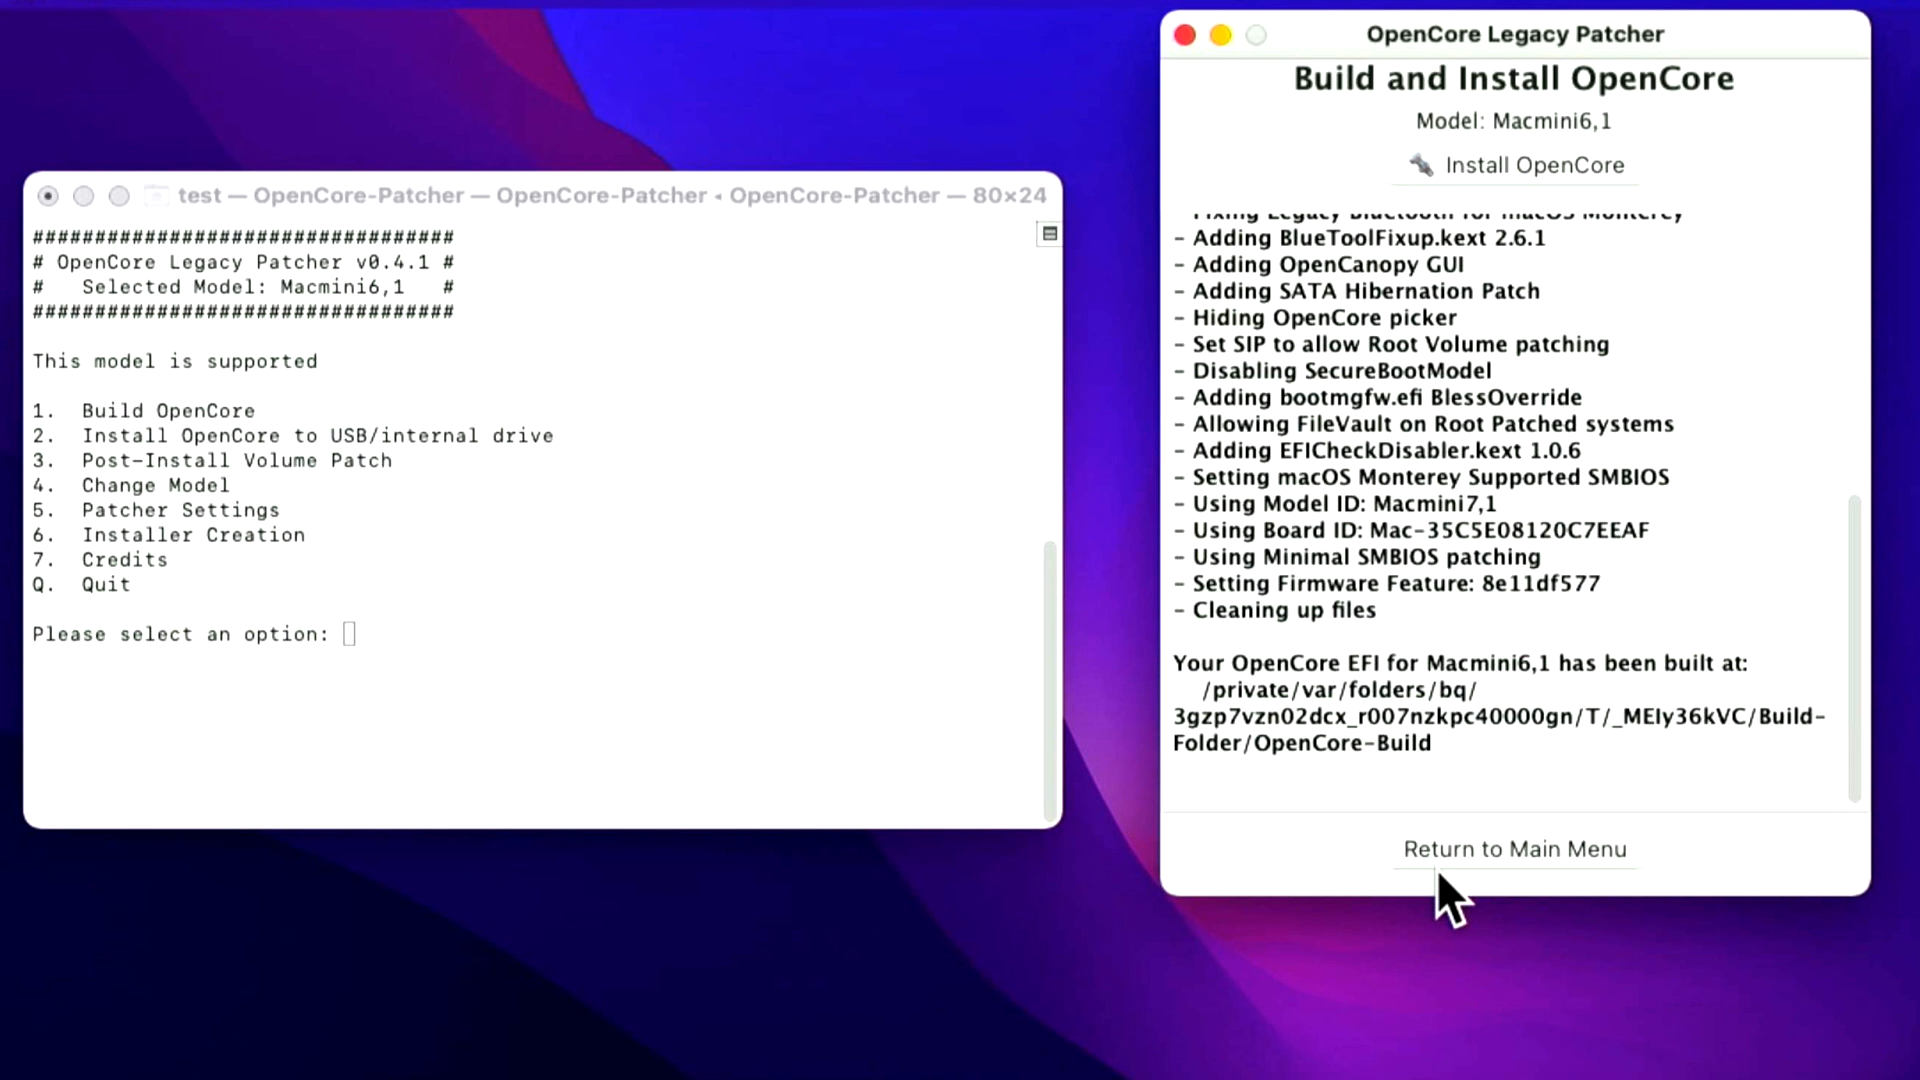 test — OpenCore-Patcher — OpenCore-Patcher ◂ OpenCore-Patcher — 80×24
##################################
# OpenCore Legacy Patcher v0.4.1 #
#   Selected Model: Macmini6,1   #
##################################
This model is supported
1.  Build OpenCore
2.  Install OpenCore to USB/internal drive
3.  Post-Install Volume Patch
4.  Change Model
5.  Patcher Settings
6.  Installer Creation
7.  Credits
Q.  Quit
Please select an option:
OpenCore Legacy Patcher
Build and Install OpenCore
Model: Macmini6,1
Install OpenCore
- Fixing Legacy Bluetooth for macOS Monterey
- Adding BlueToolFixup.kext 2.6.1
- Adding OpenCanopy GUI
- Adding SATA Hibernation Patch
- Hiding OpenCore picker
- Set SIP to allow Root Volume patching
- Disabling SecureBootModel
- Adding bootmgfw.efi BlessOverride
- Allowing FileVault on Root Patched systems
- Adding EFICheckDisabler.kext 1.0.6
- Setting macOS Monterey Supported SMBIOS
- Using Model ID: Macmini7,1
- Using Board ID: Mac-35C5E08120C7EEAF
- Using Minimal SMBIOS patching
- Setting Firmware Feature: 8e11df577
- Cleaning up files
Your OpenCore EFI for Macmini6,1 has been built at:
/private/var/folders/bq/
3gzp7vzn02dcx_r007nzkpc40000gn/T/_MEIy36kVC/Build-
Folder/OpenCore-Build
Return to Main Menu